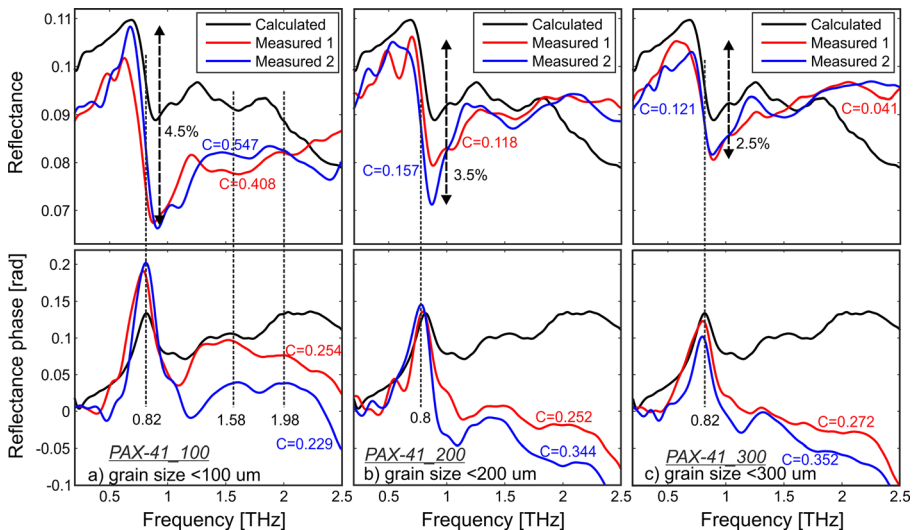 0.11
0.1
0.09
0.08
0.07
Reflectance
Calculated
Measured 1
Measured 2
4.5%
C=0.547
C=0.408
Calculated
Measured 1
Measured 2
C=0.118
C=0.157
3.5%
Calculated
Measured 1
Measured 2
C=0.121
C=0.041
2.5%
0.2
0.15
0.1
0.05
0
-0.05
-0.1
Reflectance phase [rad]
C=0.254
0.82
1.58
1.98
C=0.229
PAX-41_100
a) grain size <100 um
0.5
1
1.5
2
2.5
Frequency [THz]
C=0.252
0.8
C=0.344
PAX-41_200
b) grain size <200 um
0.5
1
1.5
2
2.5
Frequency [THz]
C=0.272
0.82
C=0.352
PAX-41_300
c) grain size <300 um
0.5
1
1.5
2
2.5
Frequency [THz]